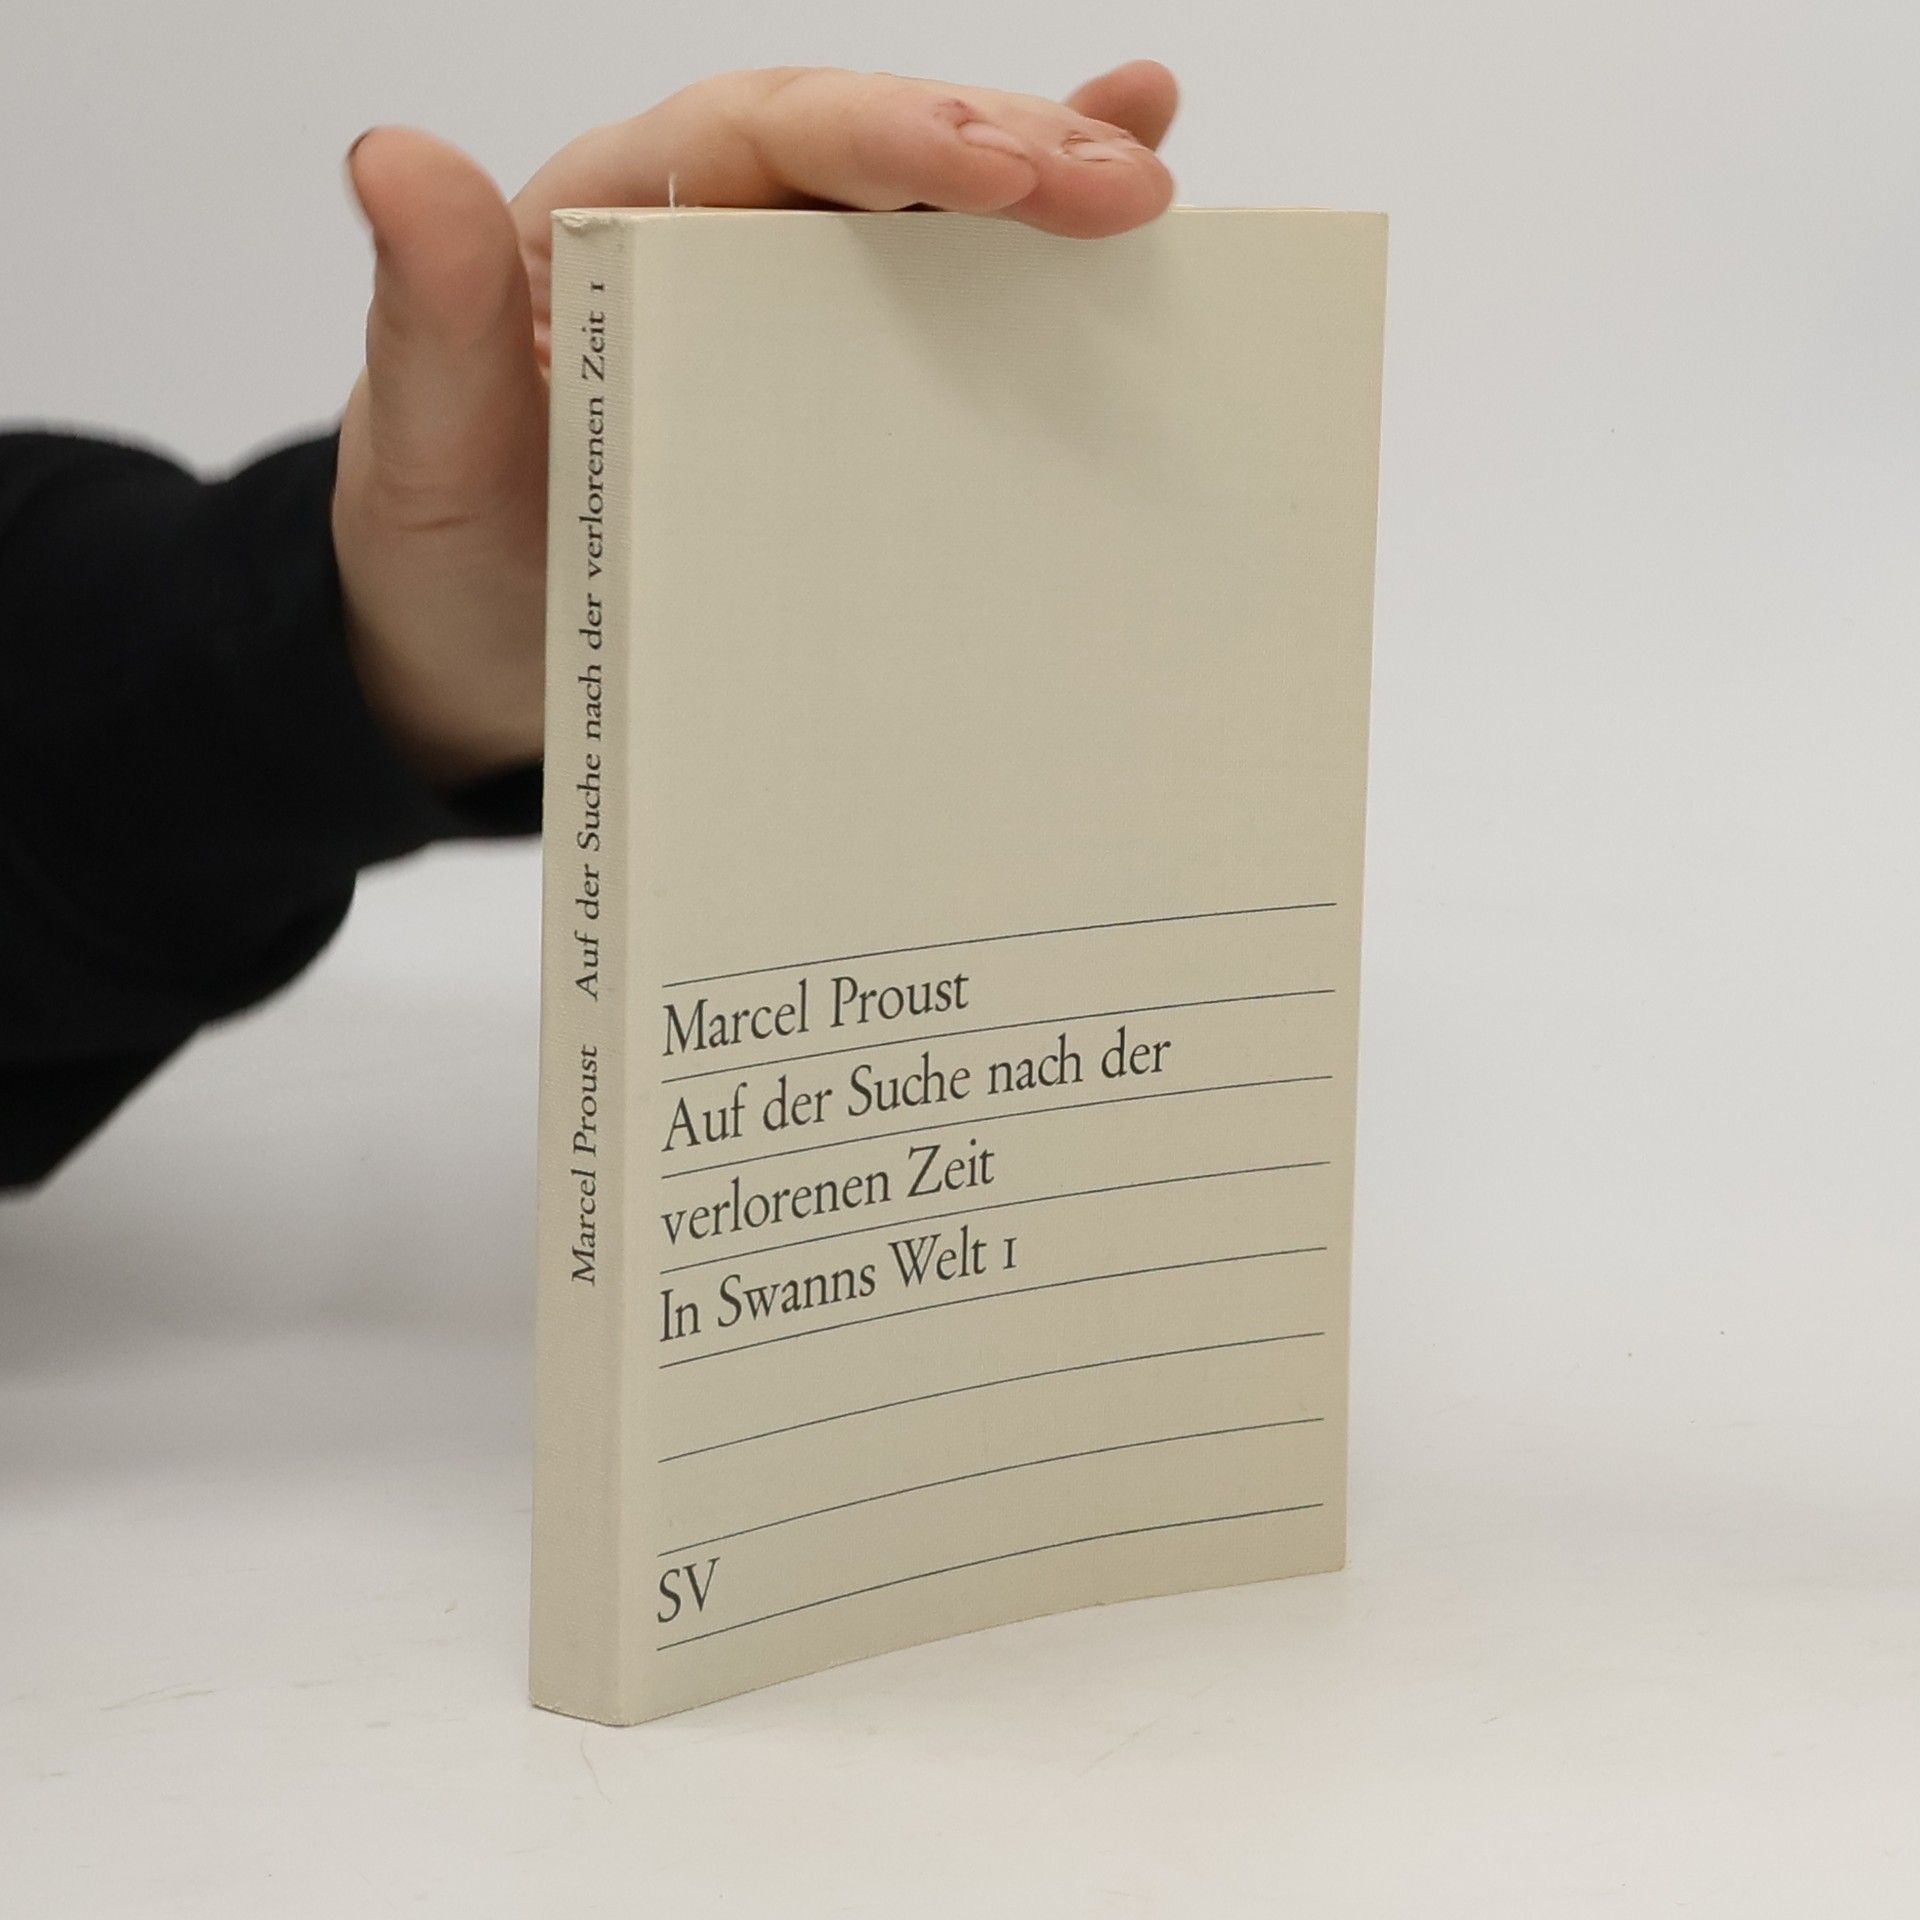 Marcel Proust Auf der Suche nach der verlorenen Zeit 1
Marcel Proust
Auf der Suche nach der
verlorenen Zeit
In Swanns Welt 1
SV